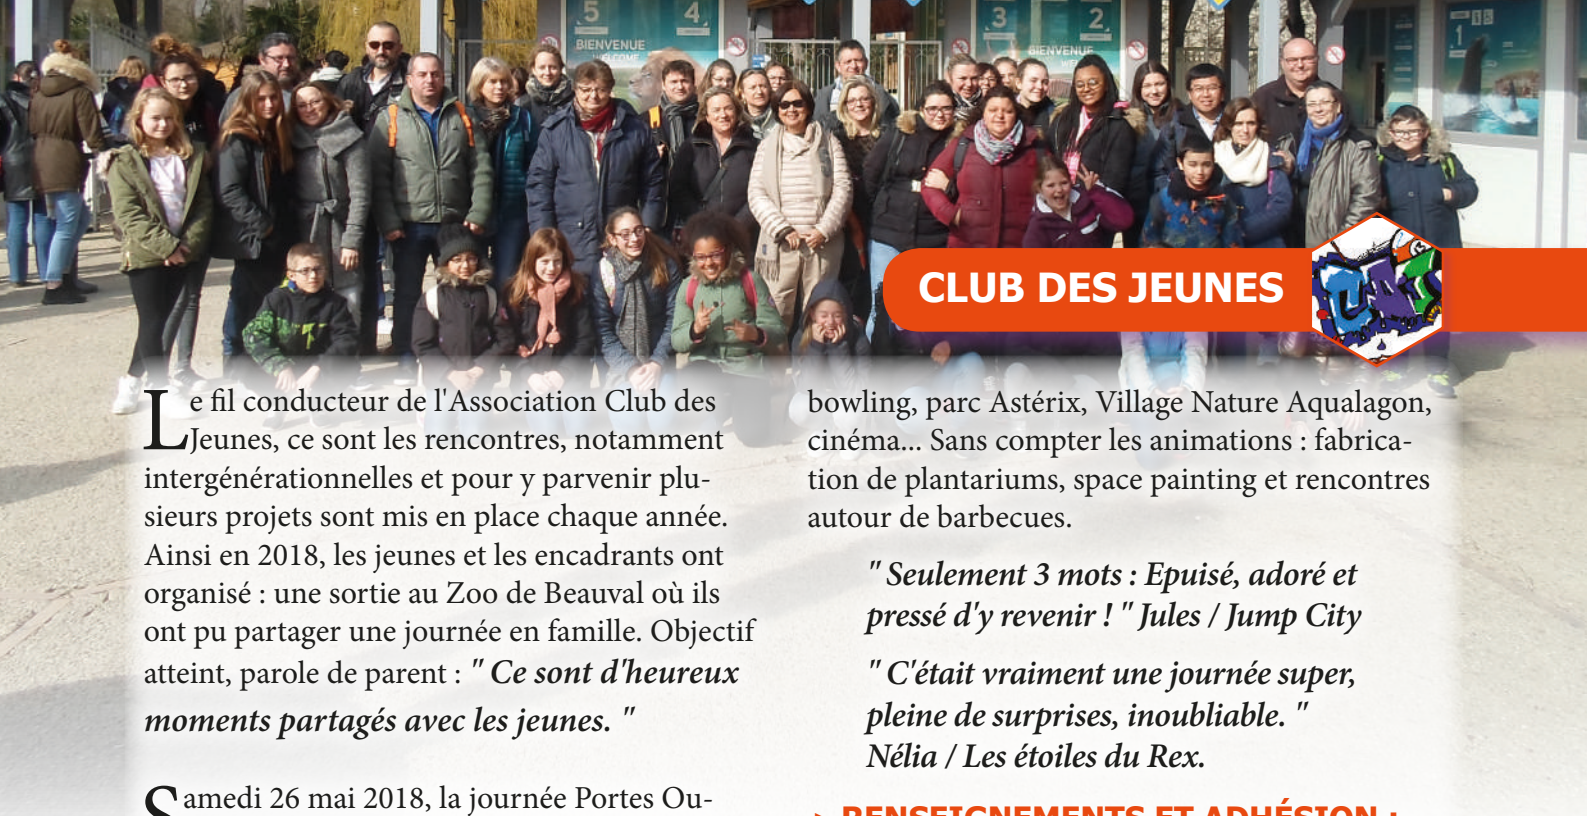 5
4
BIENVENUE
WELCOME
3
2
BIENVENUE
1
CLUB DES JEUNES
Le fil conducteur de l'Association Club des
Jeunes, ce sont les rencontres, notamment
intergénérationnelles et pour y parvenir plu-
sieurs projets sont mis en place chaque année.
Ainsi en 2018, les jeunes et les encadrants ont
organisé : une sortie au Zoo de Beauval où ils
ont pu partager une journée en famille. Objectif
atteint, parole de parent : " Ce sont d'heureux
moments partagés avec les jeunes. "
Samedi 26 mai 2018, la journée Portes Ou-
bowling, parc Astérix, Village Nature Aqualagon,
cinéma... Sans compter les animations : fabrica-
tion de plantariums, space painting et rencontres
autour de barbecues.
" Seulement 3 mots : Epuisé, adoré et
pressé d'y revenir ! " Jules / Jump City
" C'était vraiment une journée super,
pleine de surprises, inoubliable. "
Nélia / Les étoiles du Rex.
> RENSEIGNEMENTS ET ADHÉSION :